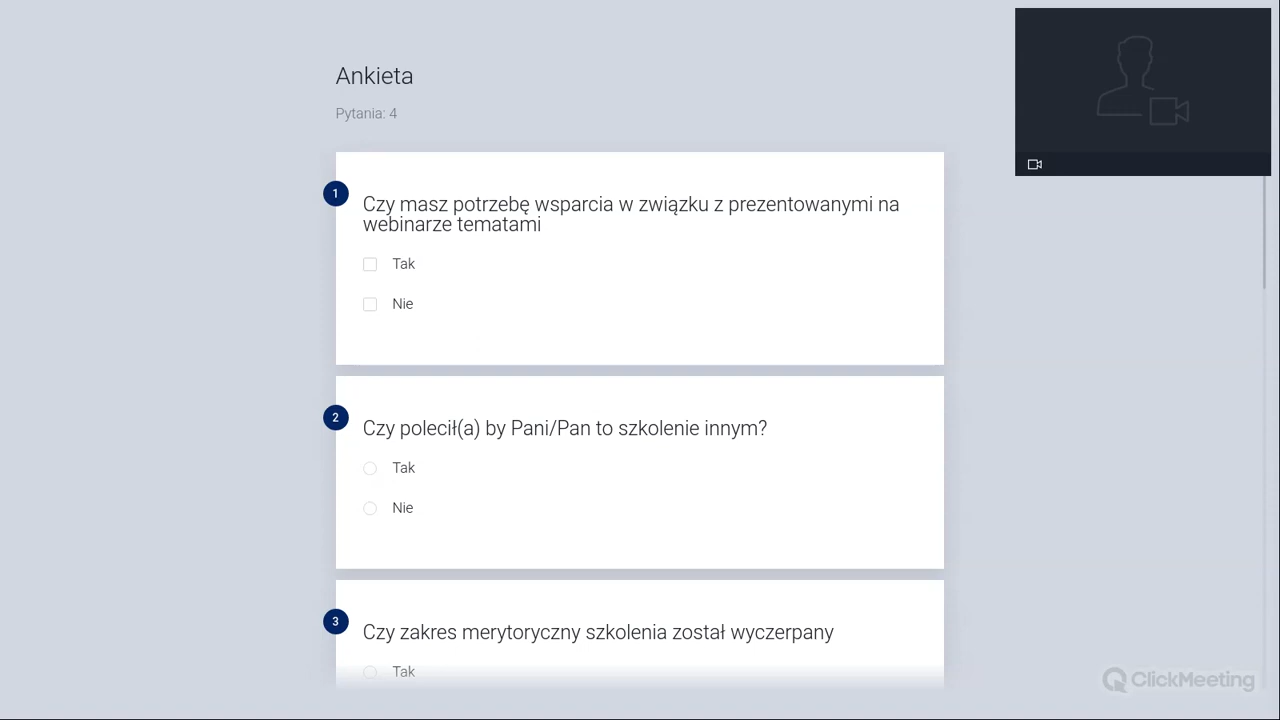 Ankieta
Pytania: 4
1
Czy masz potrzebę wsparcia w związku z prezentowanymi na
webinarze tematami
Tak
Nie
2
Czy polecił(a) by Pani/Pan to szkolenie innym?
Tak
Nie
3
Czy zakres merytoryczny szkolenia został wyczerpany
Tak
ClickMeeting